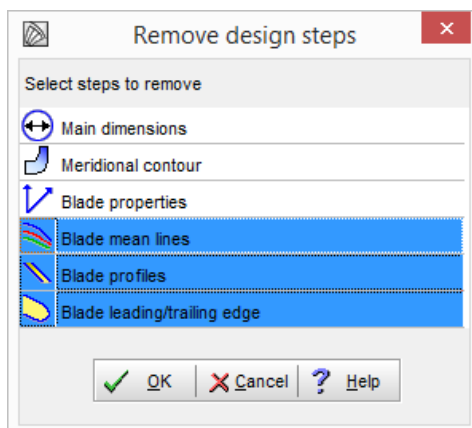 Remove design steps
Select steps to remove
Main dimensions
Meridional contour
Blade properties
Blade mean lines
Blade profiles
Blade leading/trailing edge
OK Cancel Help